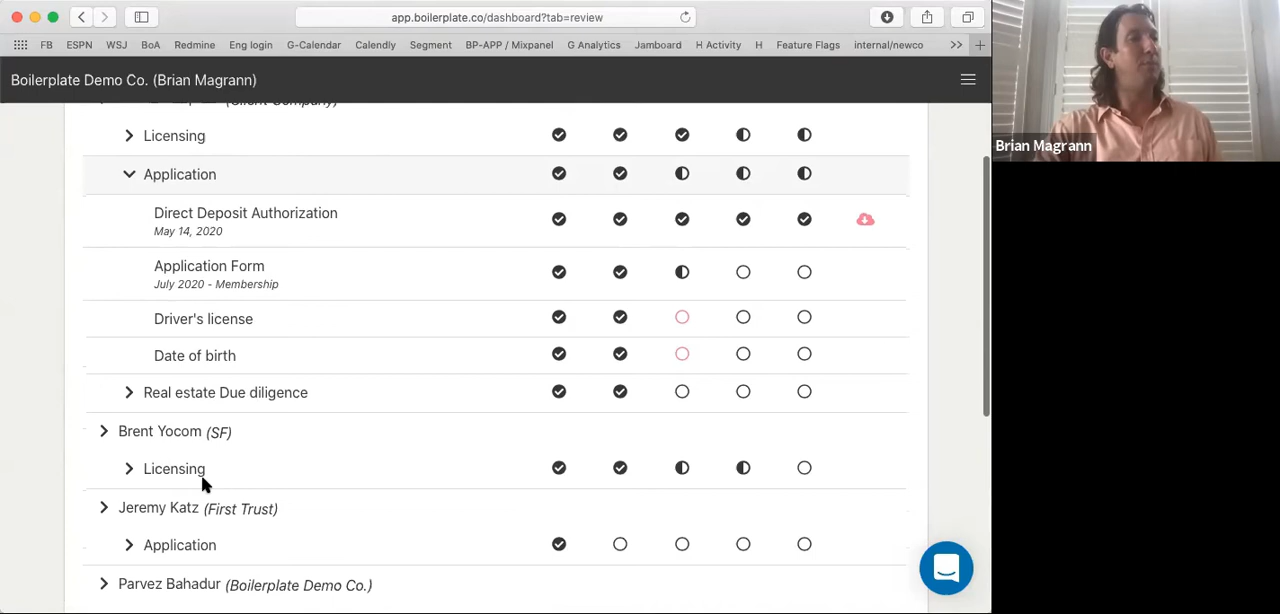 app.boilerplate.co/dashboard?tab=review
FB ESPN WSJ BoA Redmine Eng login G-Calendar Calendly Segment BP-APP / Mixpanel G Analytics Jamboard H Activity H Feature Flags internal/newco
Boilerplate Demo Co. (Brian Magrann)
(Client Company)
Licensing
Application
Direct Deposit Authorization
May 14, 2020
Application Form
July 2020 - Membership
Driver's license
Date of birth
Real estate Due diligence
Brent Yocom (SF)
Licensing
Jeremy Katz (First Trust)
Application
Parvez Bahadur (Boilerplate Demo Co.)
Brian Magrann